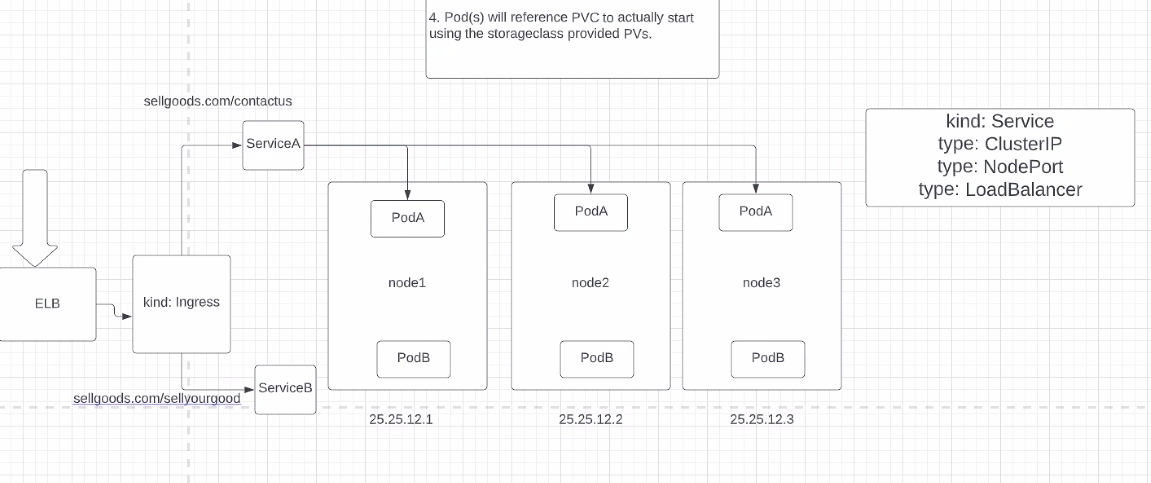 4. Pod(s) will reference PVC to actually start
using the storageclass provided PVs.
sellgoods.com/contactus
kind: Service
type: ClusterIP
type: NodePort
type: LoadBalancer
ServiceA
PodA
PodA
PodA
node1
node2
node3
ELB
kind: Ingress
PodB
PodB
PodB
ServiceB
sellgoods.com/sellyourgood
25.25.12.1
25.25.12.2
25.25.12.3